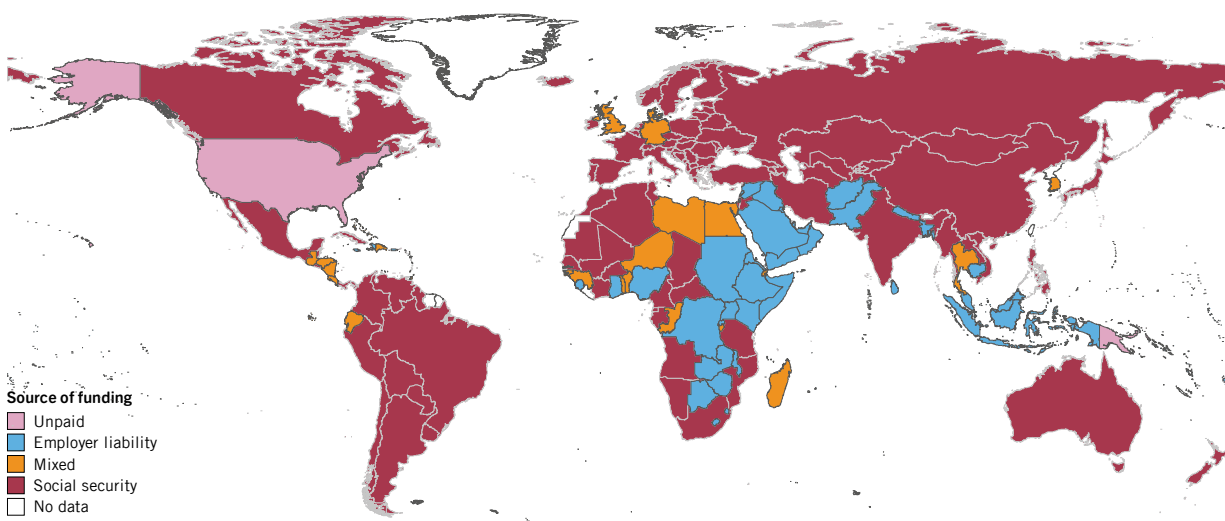 Source of funding
Unpaid
Employer liability
Mixed
Social security
No data